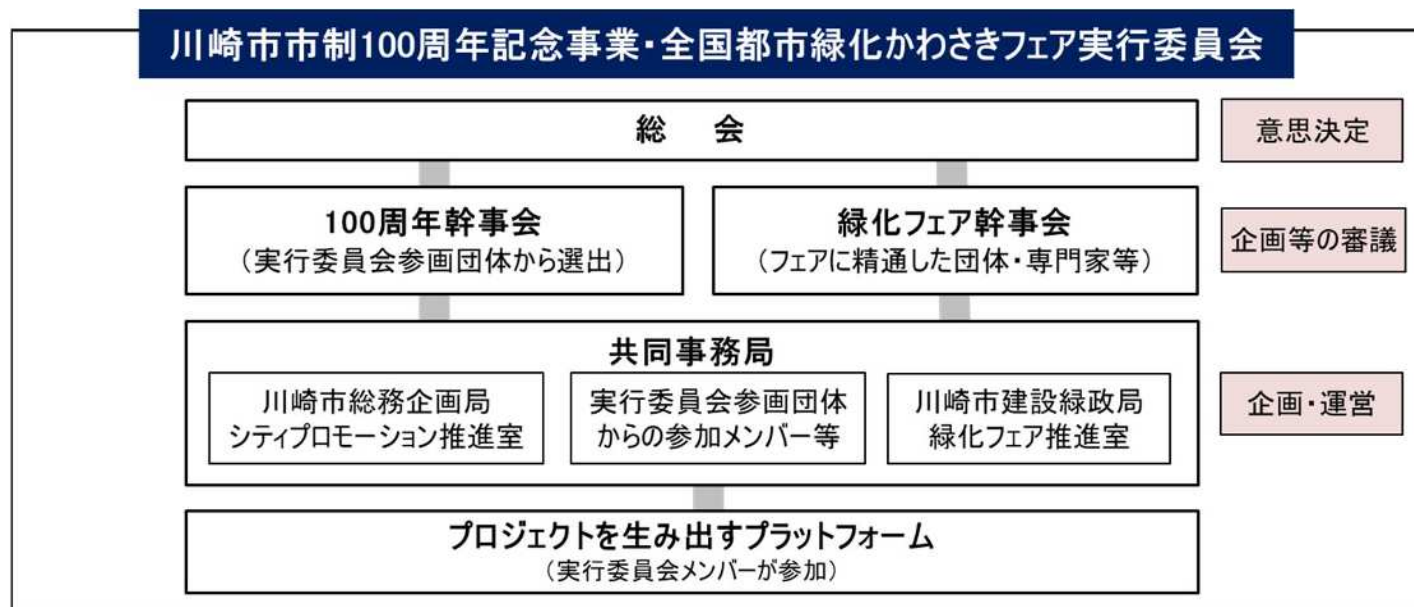 川崎市市制100周年記念事業・全国都市緑化かわさきフェア実行委員会
総　会
意思決定
100周年幹事会
（実行委員会参画団体から選出）
緑化フェア幹事会
（フェアに精通した団体・専門家等）
企画等の審議
共同事務局
川崎市総務企画局
シティプロモーション推進室
実行委員会参画団体
からの参加メンバー等
川崎市建設緑政局
緑化フェア推進室
企画・運営
プロジェクトを生み出すプラットフォーム
（実行委員会メンバーが参加）